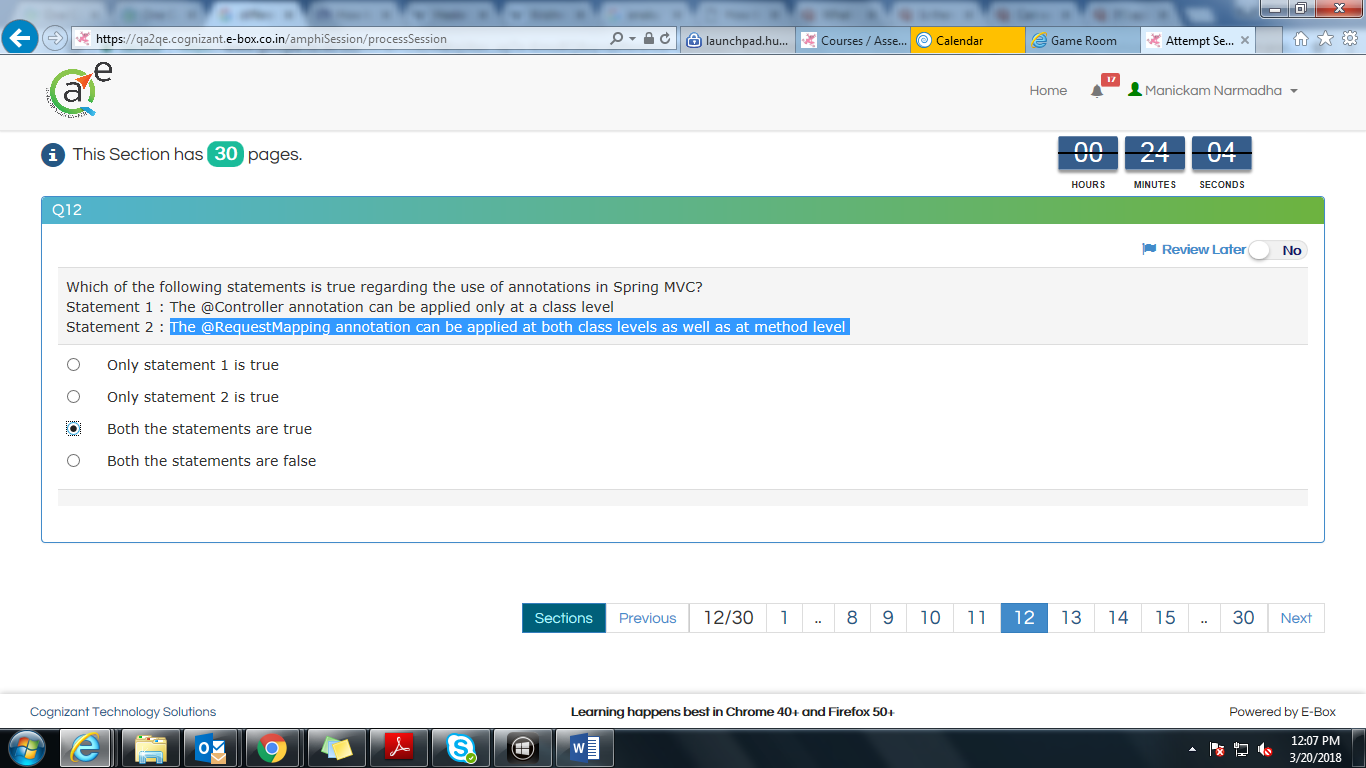 https://qa2qe.cognizant.e-box.co.in/amphiSession/processSession
launchpad.hu...
Courses / Asse...
Calendar
Game Room
Attempt Se...
a e
Home
17
Manickam Narmadha
This Section has 30 pages.
00 24 04
HOURS MINUTES SECONDS
Q12
Review Later No
Which of the following statements is true regarding the use of annotations in Spring MVC?
Statement 1 : The @Controller annotation can be applied only at a class level
Statement 2 : The @RequestMapping annotation can be applied at both class levels as well as at method level
Only statement 1 is true
Only statement 2 is true
Both the statements are true
Both the statements are false
Sections Previous 12/30 1 .. 8 9 10 11 12 13 14 15 .. 30 Next
Cognizant Technology Solutions
Learning happens best in Chrome 40+ and Firefox 50+
Powered by E-Box
12:07 PM
3/20/2018